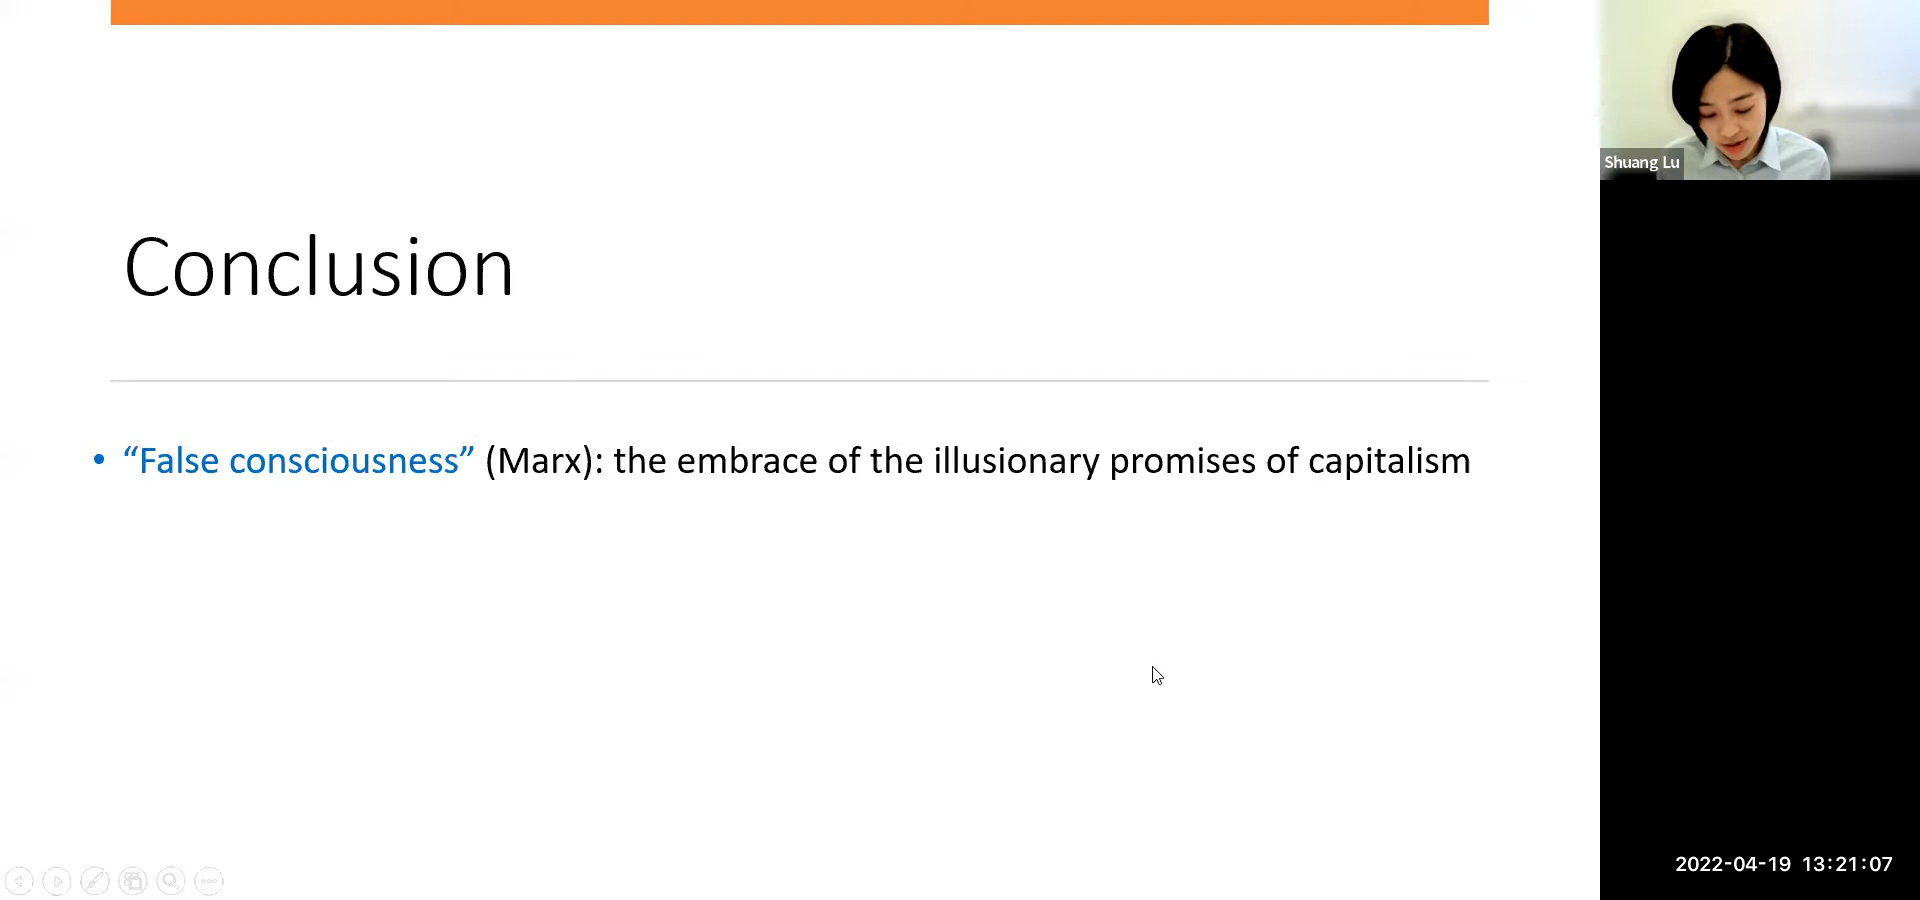 Conclusion
• “False consciousness” (Marx): the embrace of the illusionary promises of capitalism
Shuang Lu
2022-04-19 13:21:07